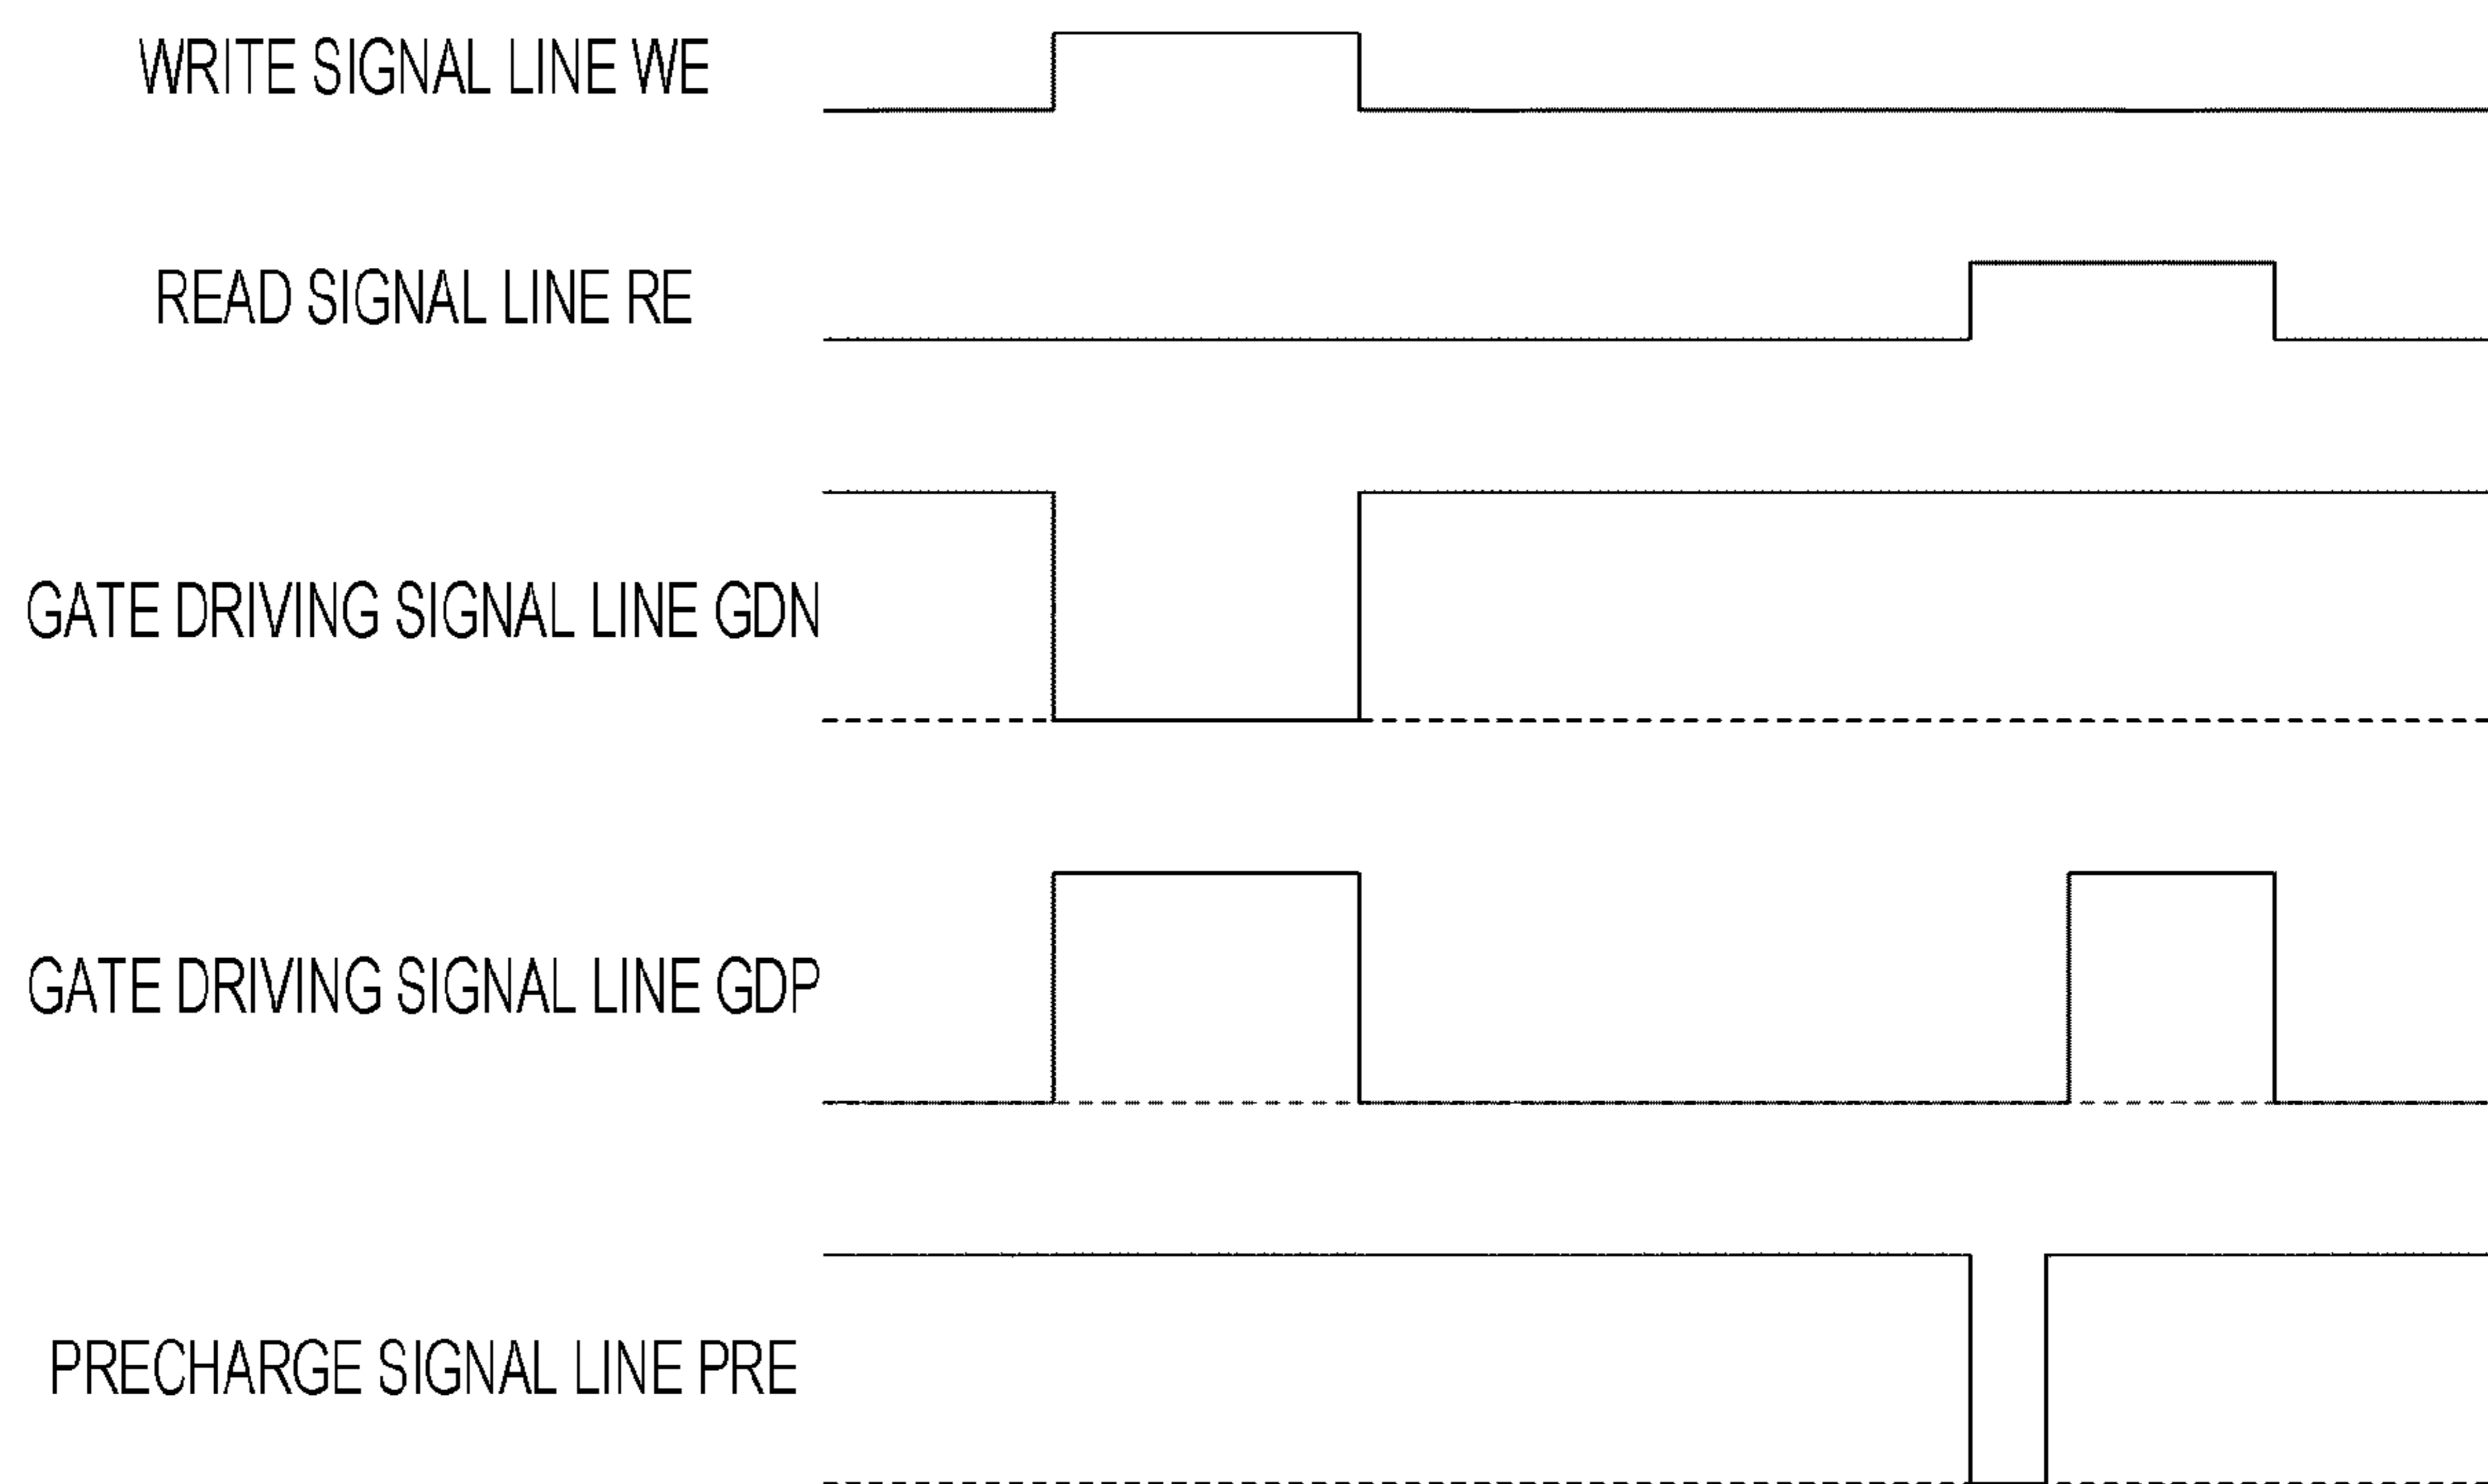 WRITE SIGNAL LINE WE
READ SIGNAL LINE RE
GATE DRIVING SIGNAL LINE GDN
GATE DRIVING SIGNAL LINE GDP
PRECHARGE SIGNAL LINE PRE